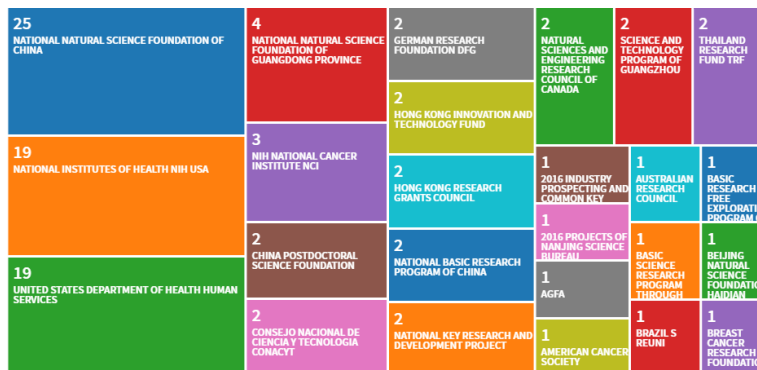 25
NATIONAL NATURAL SCIENCE FOUNDATION OF
CHINA
19
NATIONAL INSTITUTES OF HEALTH NIH USA
19
UNITED STATES DEPARTMENT OF HEALTH HUMAN
SERVICES
4
NATIONAL NATURAL SCIENCE
FOUNDATION OF
GUANGDONG PROVINCE
3
NIH NATIONAL CANCER
INSTITUTE NCI
2
CHINA POSTDOCTORAL
SCIENCE FOUNDATION
2
CONSEJO NACIONAL DE
CIENCIA Y TECNOLOGIA
CONACYT
2
GERMAN RESEARCH
FOUNDATION DFG
2
HONG KONG INNOVATION AND
TECHNOLOGY FUND
2
HONG KONG RESEARCH
GRANTS COUNCIL
2
NATIONAL BASIC RESEARCH
PROGRAM OF CHINA
2
NATIONAL KEY RESEARCH AND
DEVELOPMENT PROJECT
2
NATURAL
SCIENCES AND
ENGINEERING
RESEARCH
COUNCIL OF
CANADA
2
SCIENCE AND
TECHNOLOGY
PROGRAM OF
GUANGZHOU
2
THAILAND
RESEARCH
FUND TRF
1
2016 INDUSTRY
PROSPECTING AND
COMMON KEY
1
2016 PROJECTS OF
NANJING SCIENCE
BUREAU
1
AGFA
1
AMERICAN CANCER
SOCIETY
1
AUSTRALIAN
RESEARCH
COUNCIL
1
BASIC
SCIENCE
RESEARCH
PROGRAM
THROUGH
1
BRAZIL S
REUNI
1
BASIC
RESEARCH
FREE
EXPLORATI
PROGRAM
1
BEIJING
NATURAL
SCIENCE
FOUNDATIO
HAIDIAN
1
BREAST
CANCER
RESEARCH
FOUNDATI